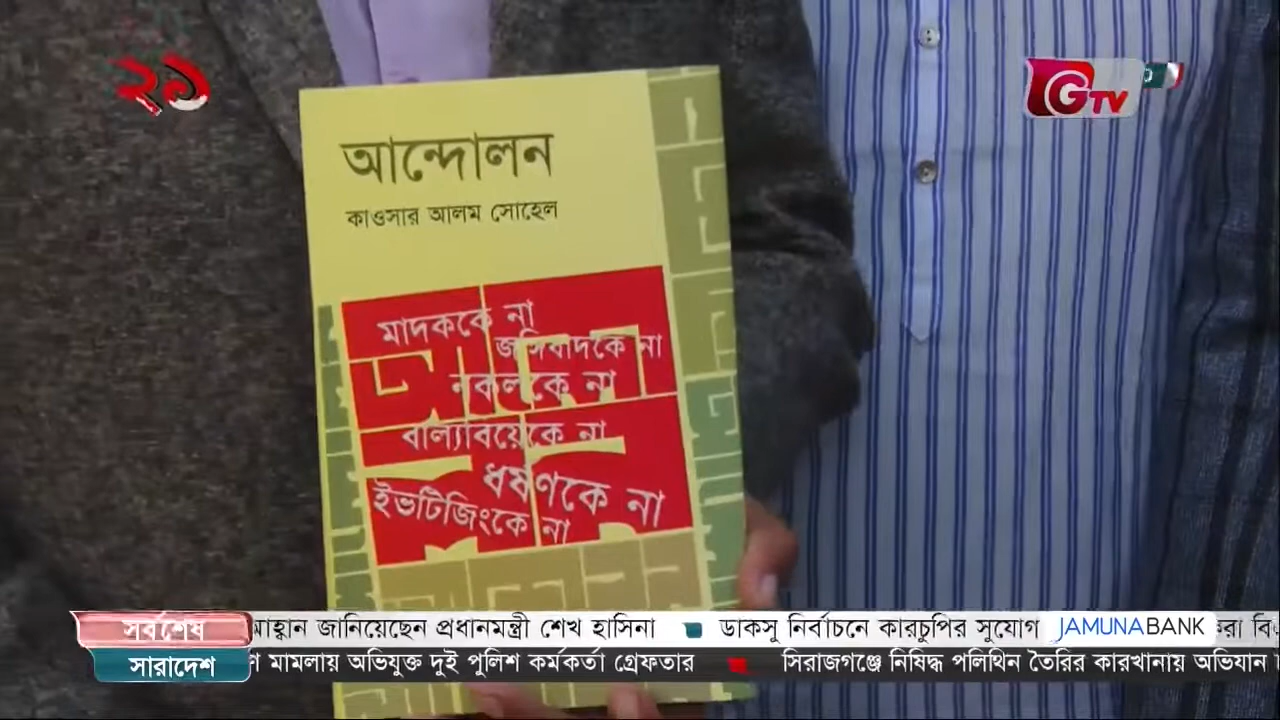 ২১
GTV
আন্দোলন
কাওসার আলম সোহেল
মাদককে না
জঙ্গিবাদকে না
নকলকে না
বাল্যবিয়েকে না
ধর্ষণকে না
ইভটিজিংকে না
সর্বশেষ
আহ্বান জানিয়েছেন প্রধানমন্ত্রী শেখ হাসিনা ডাকসু নির্বাচনে কারচুপির সুযোগ
JAMUNA BANK
সারাদেশ
মামলায় অভিযুক্ত দুই পুলিশ কর্মকর্তা গ্রেফতার সিরাজগঞ্জে নিষিদ্ধ পলিথিন তৈরির কারখানায় অভিযান